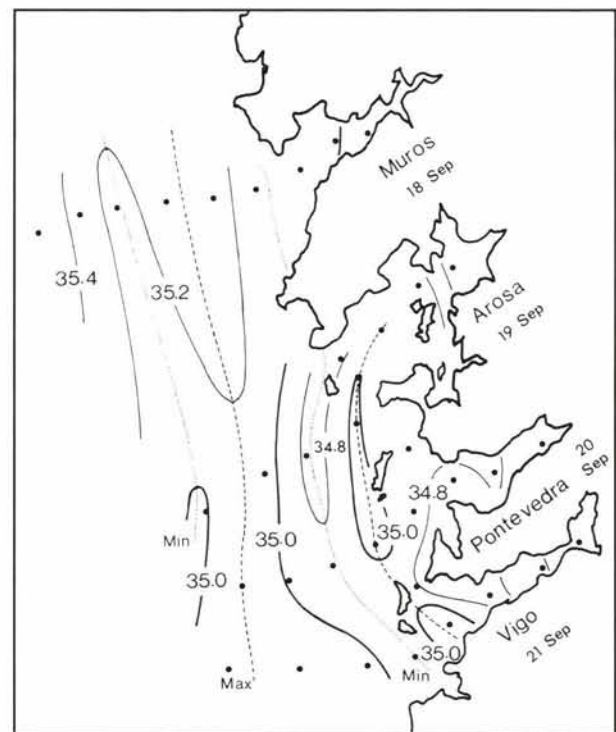 Muros
18 Sep
Arosa
19 Sep
35.4
35.2
34.8
20
Sep
34.8
Pontevedra
Min
35.0
35.0
35.0
Vigo
21 Sep
35.0
Max
Min